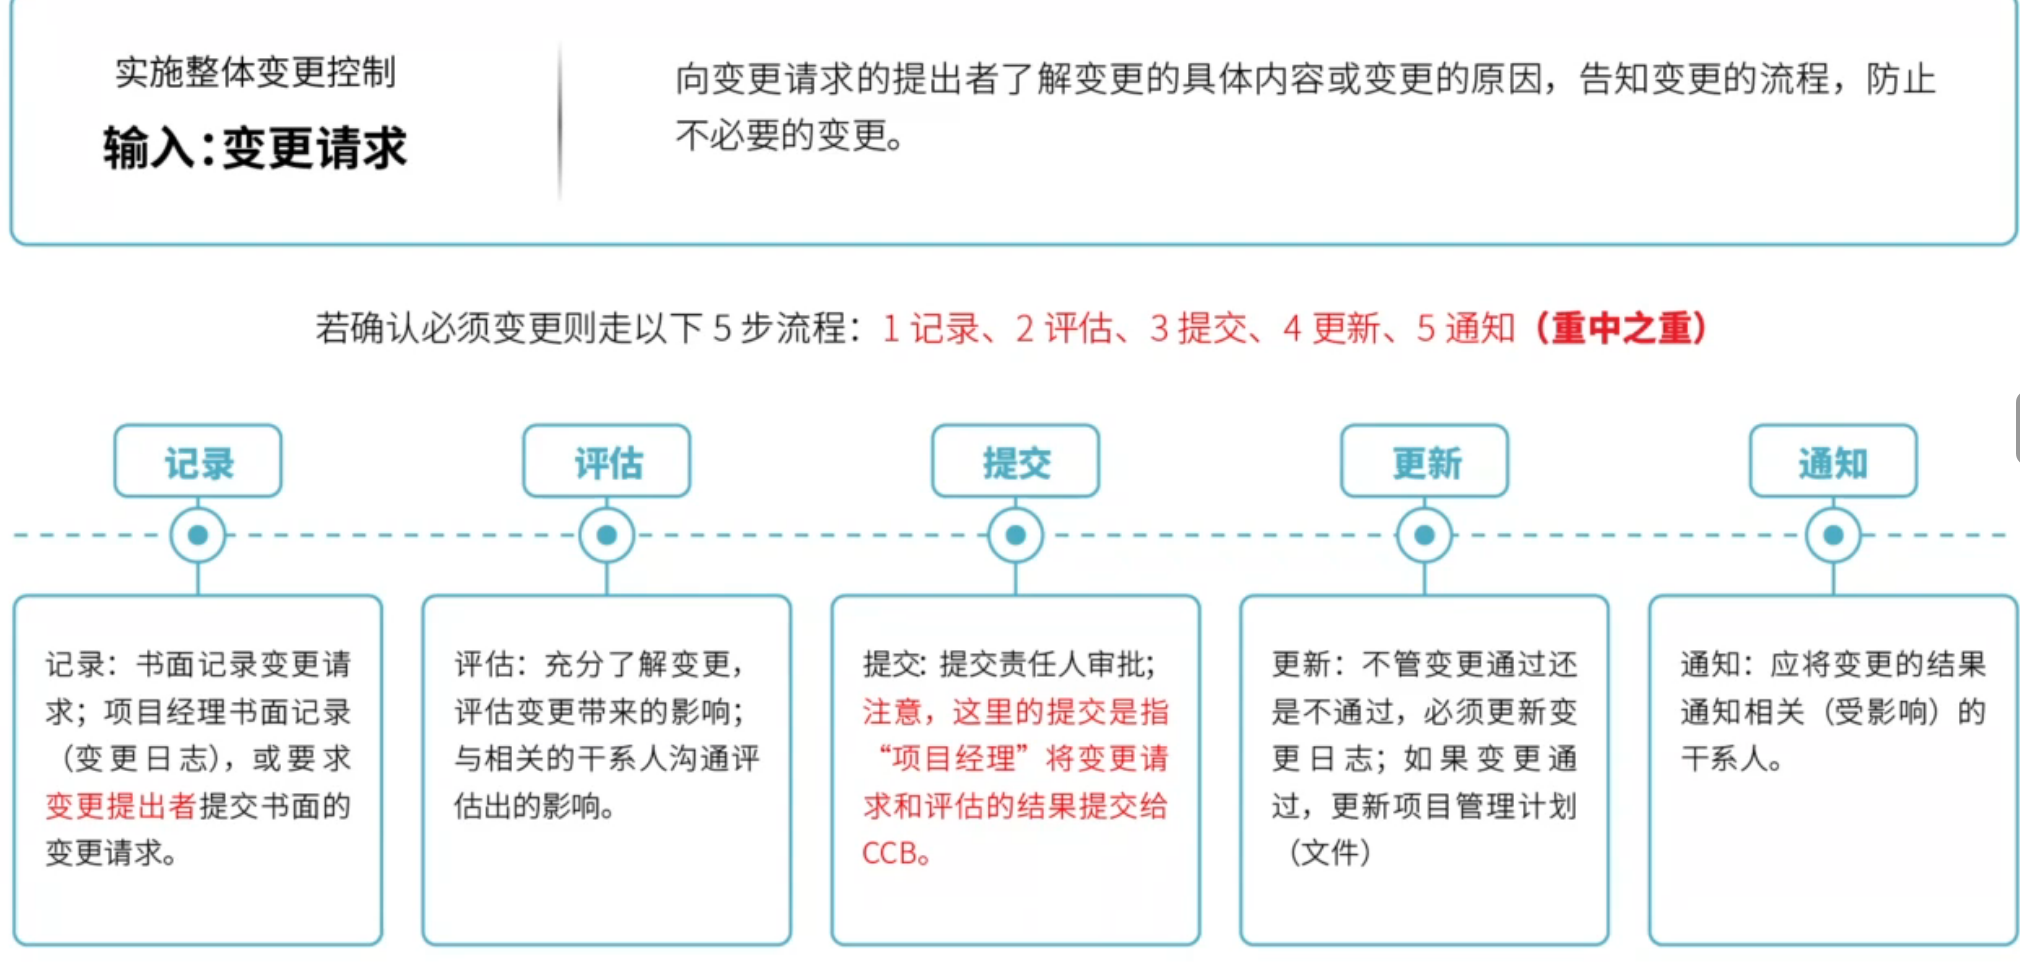 实施整体变更控制
输入：变更请求
向变更请求的提出者了解变更的具体内容或变更的原因，告知变更的流程，防止
不必要的变更。
若确认必须变更则走以下 5 步流程：1 记录、2 评估、3 提交、4 更新、5 通知（重中之重）
记录
评估
提交
更新
通知
记录：书面记录变更请
求；项目经理书面记录
（变更日志），或要求
变更提出者提交书面的
变更请求。
评估：充分了解变更，
评估变更带来的影响；
与相关的干系人沟通评
估出的影响。
提交：提交责任人审批；
注意，这里的提交是指
“项目经理”将变更请
求和评估的结果提交给
CCB。
更新：不管变更通过还
是不通过，必须更新变
更日志；如果变更通
过，更新项目管理计划
（文件）
通知：应将变更的结果
通知相关（受影响）的
干系人。